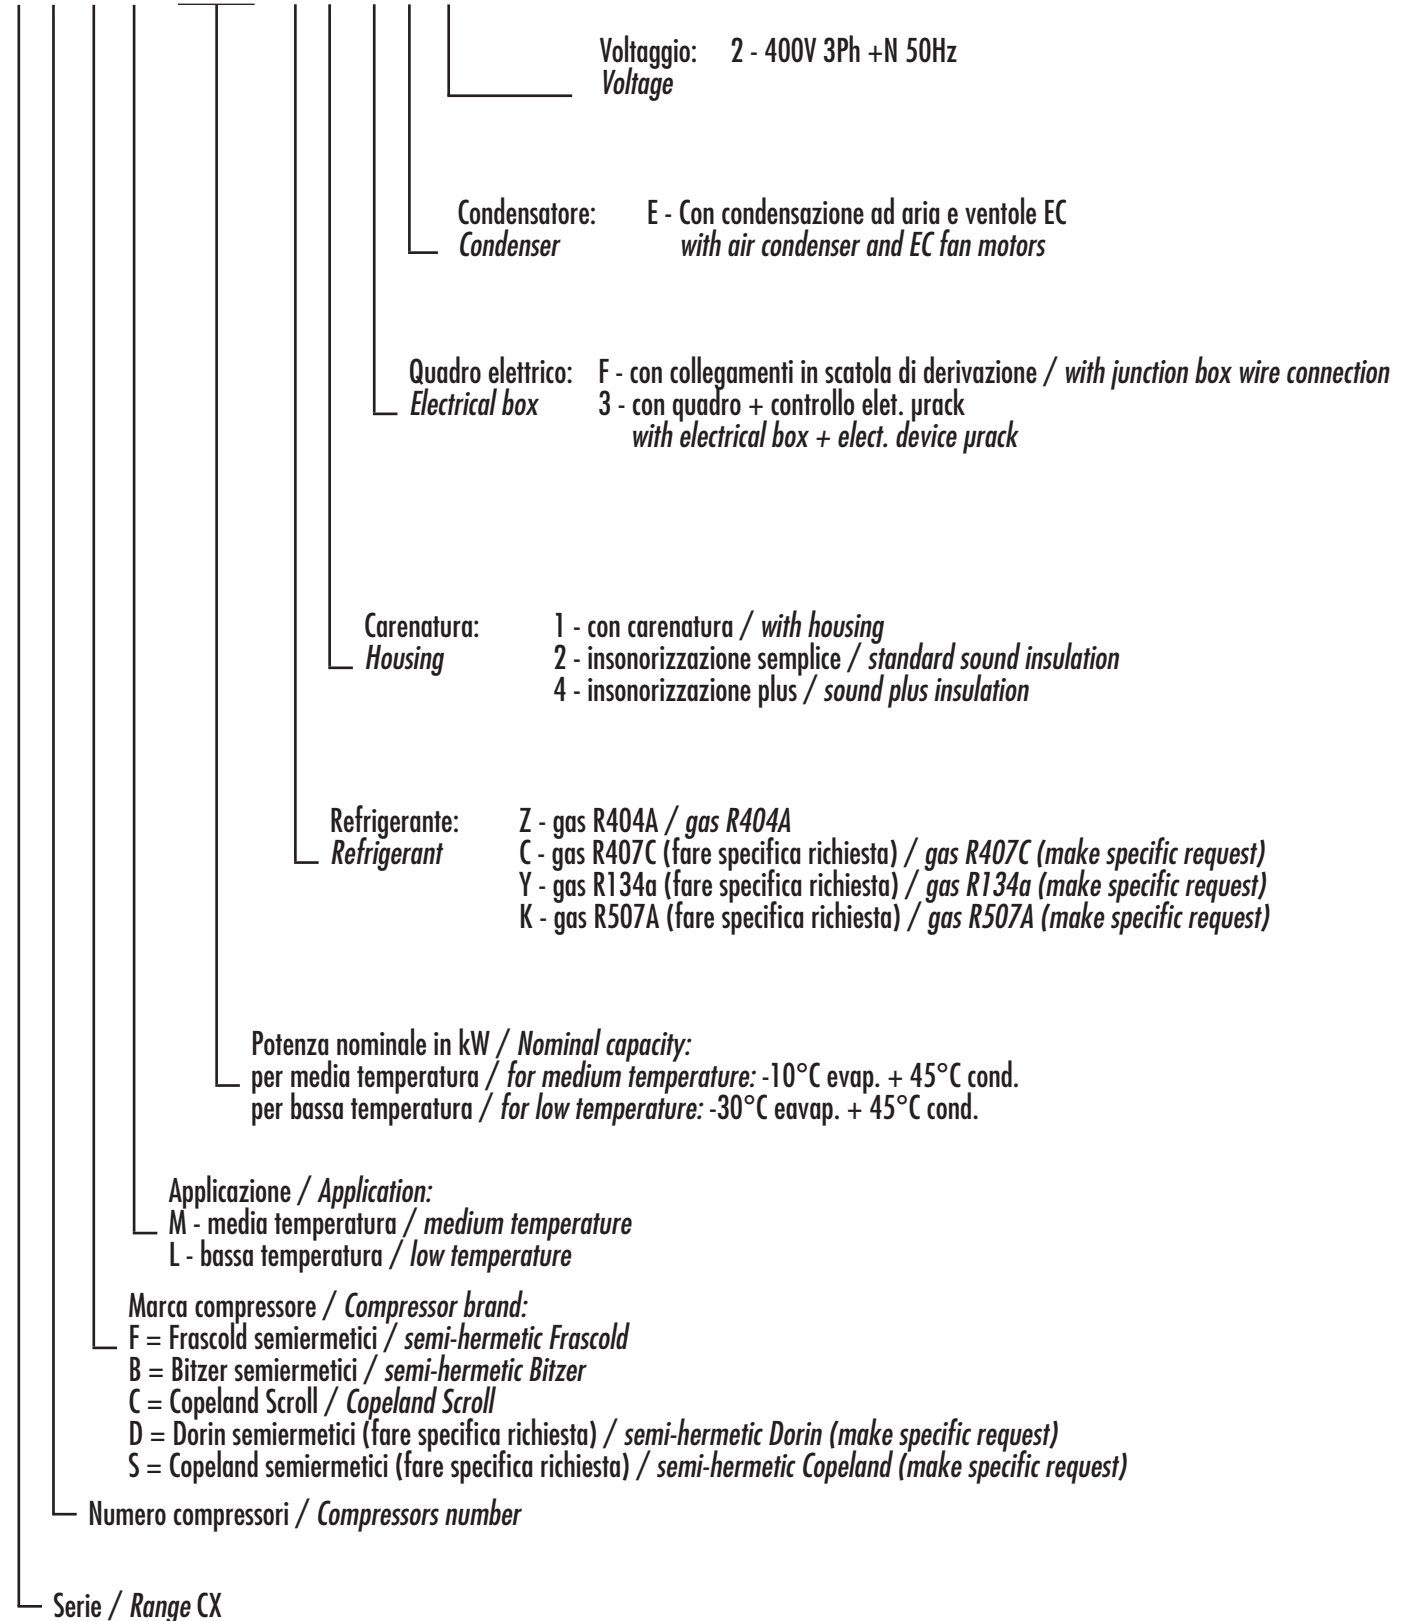 Voltaggio: 2 - 400V 3Ph +N 50Hz
Voltage
Condensatore: E - Con condensazione ad aria e ventole EC
Condenser with air condenser and EC fan motors
Quadro elettrico: F - con collegamenti in scatola di derivazione / with junction box wire connection
Electrical box 3 - con quadro + controllo elet. µrack
with electrical box + elect. device µrack
Carenatura: 1 - con carenatura / with housing
Housing 2 - insonorizzazione semplice / standard sound insulation
4 - insonorizzazione plus / sound plus insulation
Refrigerante: Z - gas R404A / gas R404A
Refrigerant C - gas R407C (fare specifica richiesta) / gas R407C (make specific request)
Y - gas R134a (fare specifica richiesta) / gas R134a (make specific request)
K - gas R507A (fare specifica richiesta) / gas R507A (make specific request)
Potenza nominale in kW / Nominal capacity:
per media temperatura / for medium temperature: -10°C evap. + 45°C cond.
per bassa temperatura / for low temperature: -30°C eavap. + 45°C cond.
Applicazione / Application:
M - media temperatura / medium temperature
L - bassa temperatura / low temperature
Marca compressore / Compressor brand:
F = Frascold semiermetici / semi-hermetic Frascold
B = Bitzer semiermetici / semi-hermetic Bitzer
C = Copeland Scroll / Copeland Scroll
D = Dorin semiermetici (fare specifica richiesta) / semi-hermetic Dorin (make specific request)
S = Copeland semiermetici (fare specifica richiesta) / semi-hermetic Copeland (make specific request)
Numero compressori / Compressors number
Serie / Range CX